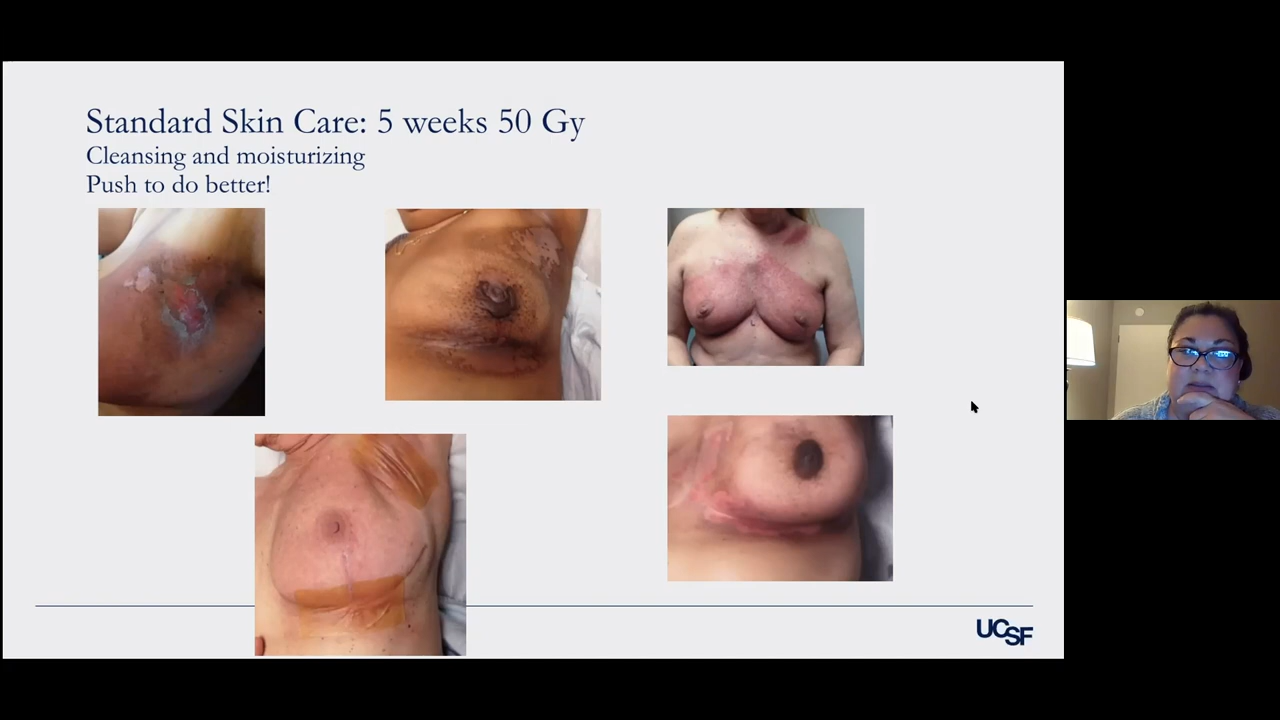 Standard Skin Care: 5 weeks 50 Gy
Cleansing and moisturizing
Push to do better!
UCSF